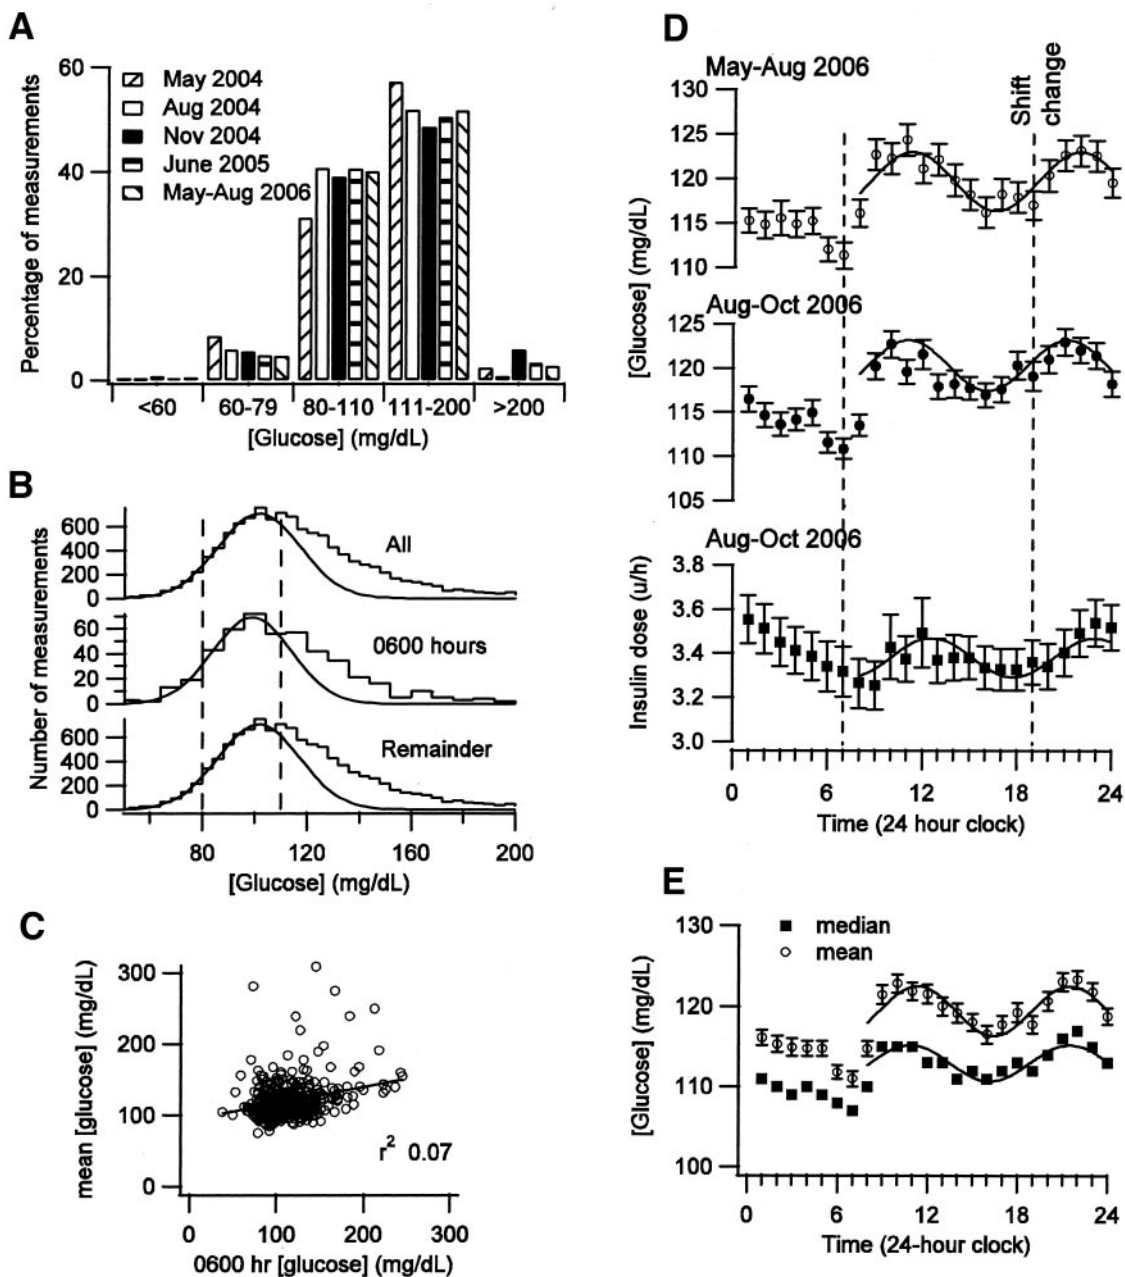 A
Percentage of measurements
60
40
20
0
May 2004
Aug 2004
Nov 2004
June 2005
May-Aug 2006
<60 60-79 80-110 111-200 >200
[Glucose] (mg/dL)
B
Number of measurements
600
400
200
0
All
60
40
20
0
0600 hours
600
400
200
0
Remainder
80 120 160 200
[Glucose] (mg/dL)
C
mean [glucose] (mg/dL)
300
200
100
0
r2 0.07
0 100 200 300
0600 hr [glucose] (mg/dL)
D
May-Aug 2006
Shift
change
[Glucose] (mg/dL)
130
125
120
115
110
Aug-Oct 2006
125
120
115
110
105
Aug-Oct 2006
Insulin dose (u/h)
3.8
3.6
3.4
3.2
3.0
0 6 12 18 24
Time (24 hour clock)
E
[Glucose] (mg/dL)
130
120
110
100
median
mean
0 6 12 18 24
Time (24-hour clock)